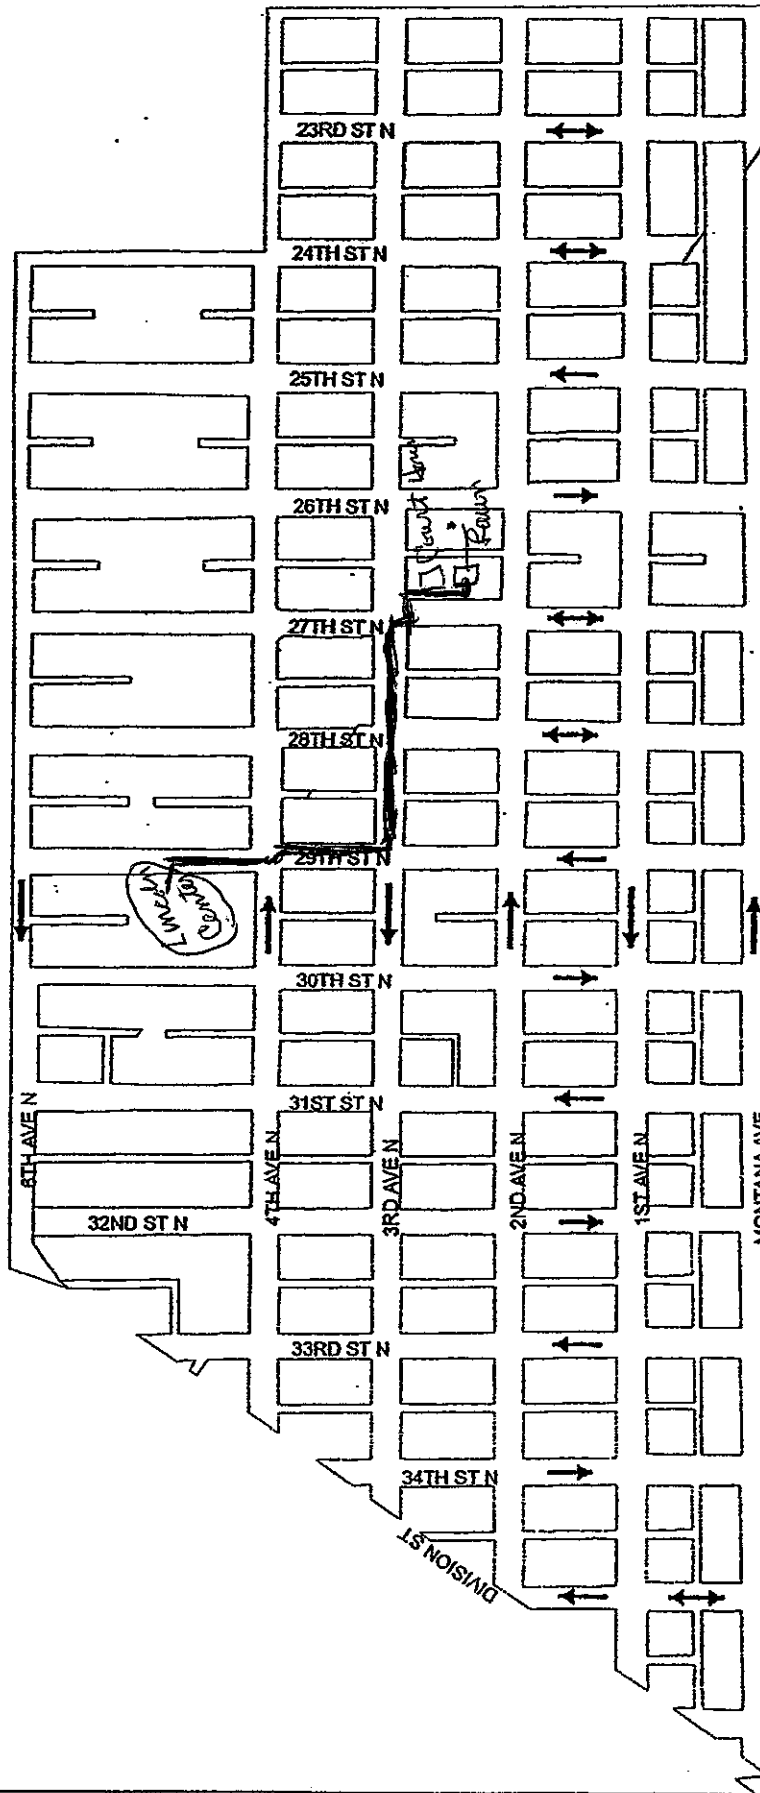 23RD ST N
24TH ST N
25TH ST N
26TH ST N
Court House
Lawn
27TH ST N
28TH ST N
29TH ST N
Lincoln
Center
30TH ST N
31ST ST N
6TH AVE N
4TH AVE N
3RD AVE N
2ND AVE N
1ST AVE N
MONTANA AVE
32ND ST N
33RD ST N
34TH ST N
DIVISION ST